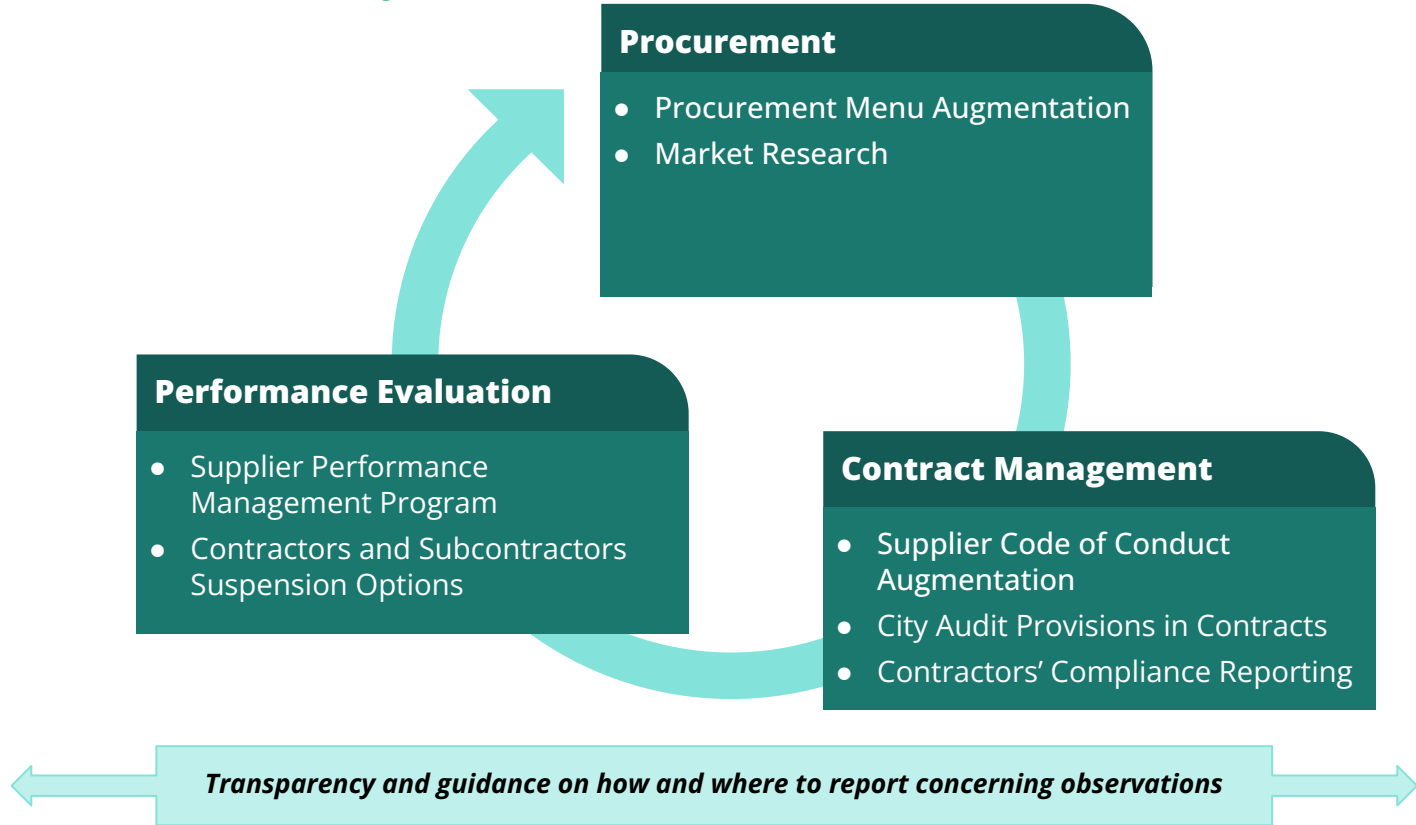 Procurement
● Procurement Menu Augmentation
● Market Research
Performance Evaluation
● Supplier Performance
Management Program
● Contractors and Subcontractors
Suspension Options
Contract Management
● Supplier Code of Conduct
Augmentation
● City Audit Provisions in Contracts
● Contractors’ Compliance Reporting
Transparency and guidance on how and where to report concerning observations